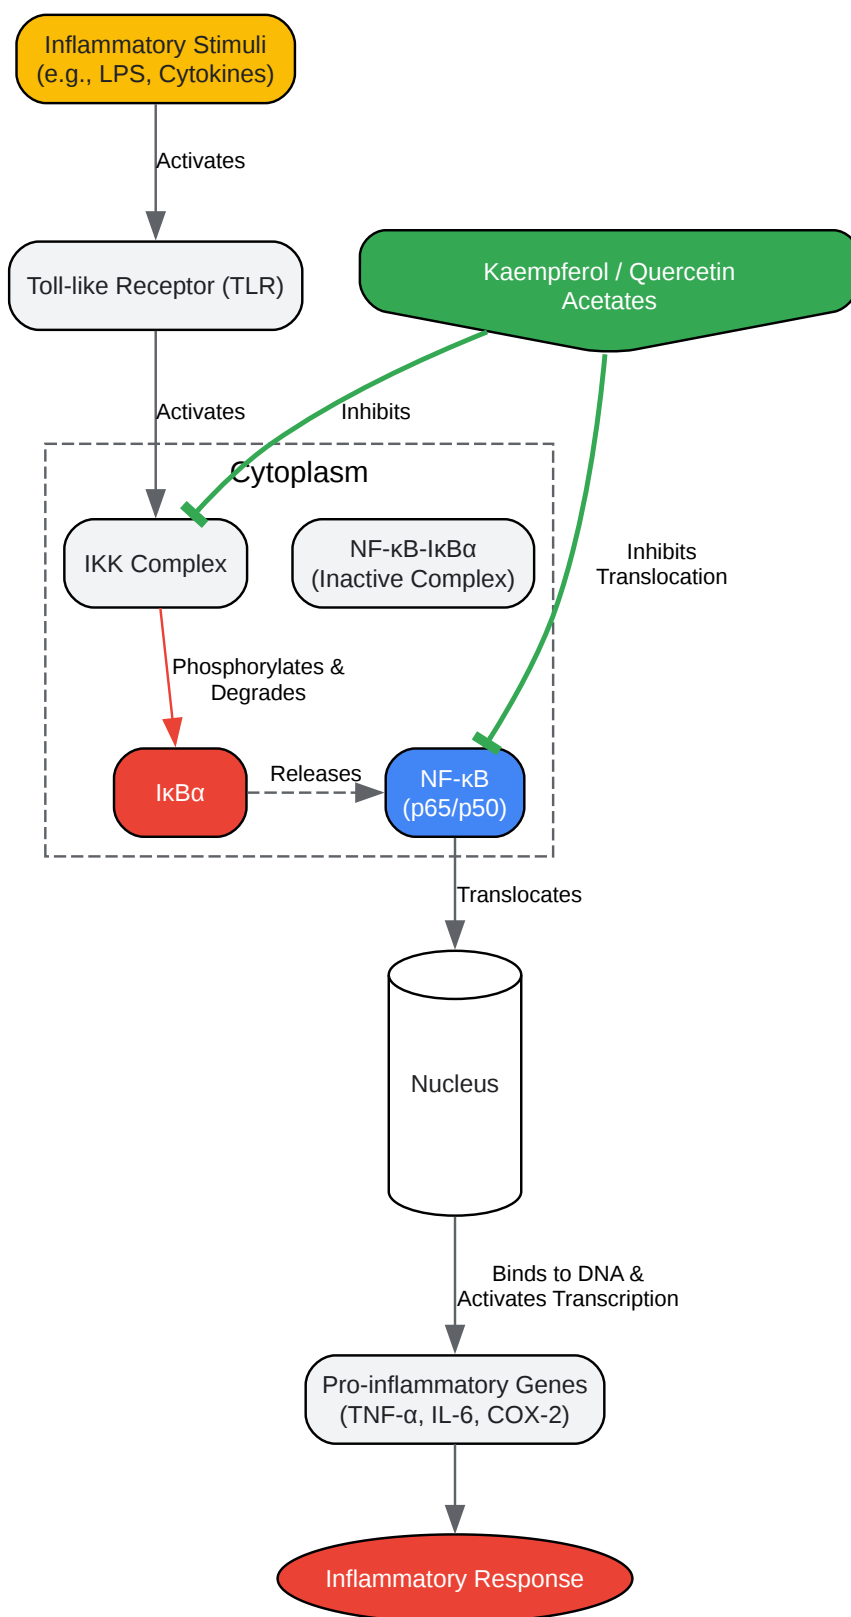 Inflammatory Stimuli
(e.g., LPS, Cytokines)
Activates
Toll-like Receptor (TLR)
Kaempferol / Quercetin
Acetates
Activates
Inhibits
Cytoplasm
IKK Complex
NF-κB-IκBα
(Inactive Complex)
Inhibits
Translocation
Phosphorylates &
Degrades
IκBα
Releases
NF-κB
(p65/p50)
Translocates
Nucleus
Binds to DNA &
Activates Transcription
Pro-inflammatory Genes
(TNF-α, IL-6, COX-2)
Inflammatory Response